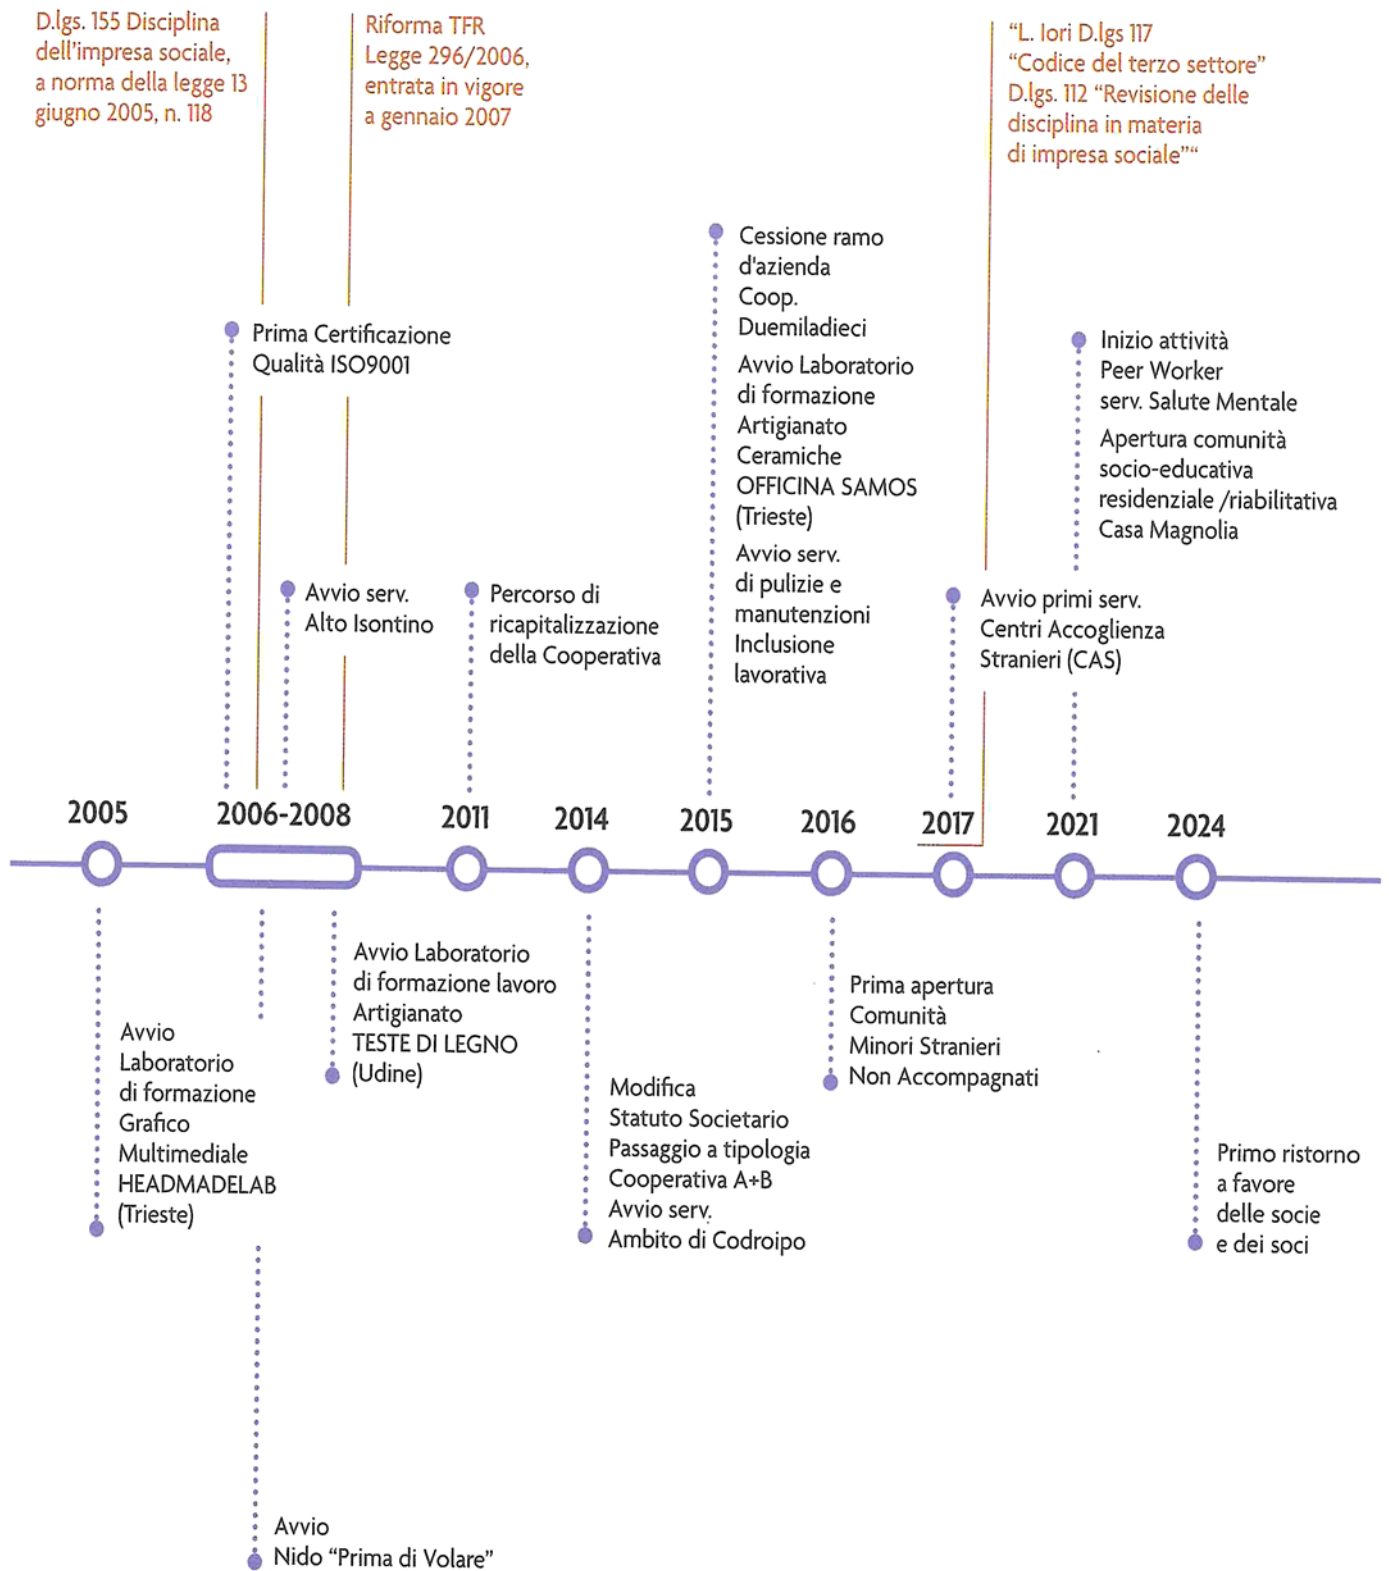 D.lgs. 155 Disciplina
dell'impresa sociale,
a norma della legge 13
giugno 2005, n. 118
Riforma TFR
Legge 296/2006,
entrata in vigore
a gennaio 2007
“L. Iori D.lgs 117
“Codice del terzo settore”
D.lgs. 112 “Revisione delle
disciplina in materia
di impresa sociale”“
Prima Certificazione
Qualità ISO9001
Avvio serv.
Alto Isontino
Percorso di
ricapitalizzazione
della Cooperativa
Cessione ramo
d'azienda
Coop.
Duemiladieci
Avvio Laboratorio
di formazione
Artigianato
Ceramiche
OFFICINA SAMOS
(Trieste)
Avvio serv.
di pulizie e
manutenzioni
Inclusione
lavorativa
Avvio primi serv.
Centri Accoglienza
Stranieri (CAS)
Inizio attività
Peer Worker
serv. Salute Mentale
Apertura comunità
socio-educativa
residenziale /riabilitativa
Casa Magnolia
2005
2006-2008
2011
2014
2015
2016
2017
2021
2024
Avvio
Laboratorio
di formazione
Grafico
Multimediale
HEADMADELAB
(Trieste)
Avvio
Nido “Prima di Volare”
Avvio Laboratorio
di formazione lavoro
Artigianato
TESTE DI LEGNO
(Udine)
Modifica
Statuto Societario
Passaggio a tipologia
Cooperativa A+B
Avvio serv.
Ambito di Codroipo
Prima apertura
Comunità
Minori Stranieri
Non Accompagnati
Primo ristorno
a favore
delle socie
e dei soci